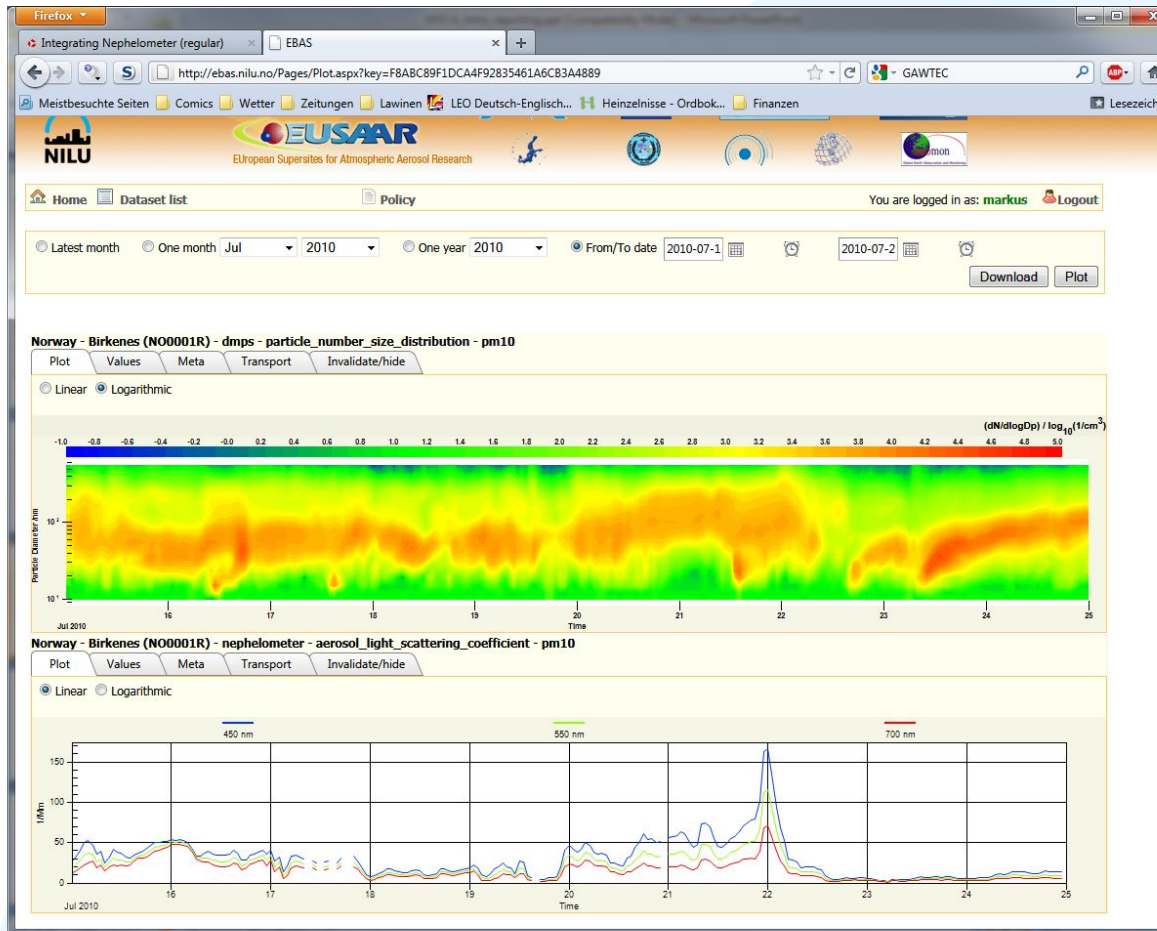 Firefox
Integrating Nephelometer (regular) × EBAS × +
S http://ebas.nilu.no/Pages/Plot.aspx?key=F8ABC89F1DCA4F92835461A6CB3A4889 GAWTEC ABP
Meistbesuchte Seiten Comics Wetter Zeitungen Lawinen LEO Deutsch-Englisch... Heinzelnisse - Ordbok... Finanzen Lesezeich
NILU EUSAAR
EUropean Supersites for Atmospheric Aerosol Research
Home Dataset list Policy You are logged in as: markus Logout
Latest month One month Jul 2010 One year 2010 From/To date 2010-07-1 2010-07-2
Download Plot
Norway - Birkenes (NO0001R) - dmps - particle_number_size_distribution - pm10
Plot Values Meta Transport Invalidate/hide
Linear Logarithmic
(dN/dlogDp) / log10(1/cm3)
-1.0 -0.8 -0.6 -0.4 -0.2 -0.0 0.2 0.4 0.6 0.8 1.0 1.2 1.4 1.6 1.8 2.0 2.2 2.4 2.6 2.8 3.0 3.2 3.4 3.6 3.8 4.0 4.2 4.4 4.6 4.8 5.0
Particle Diameter /nm
10²
10¹
16 17 18 19 20 21 22 23 24 25
Jul 2010 Time
Norway - Birkenes (NO0001R) - nephelometer - aerosol_light_scattering_coefficient - pm10
Plot Values Meta Transport Invalidate/hide
Linear Logarithmic
450 nm 550 nm 700 nm
1/Mm
150
100
50
0
16 17 18 19 20 21 22 23 24 25
Jul 2010 Time